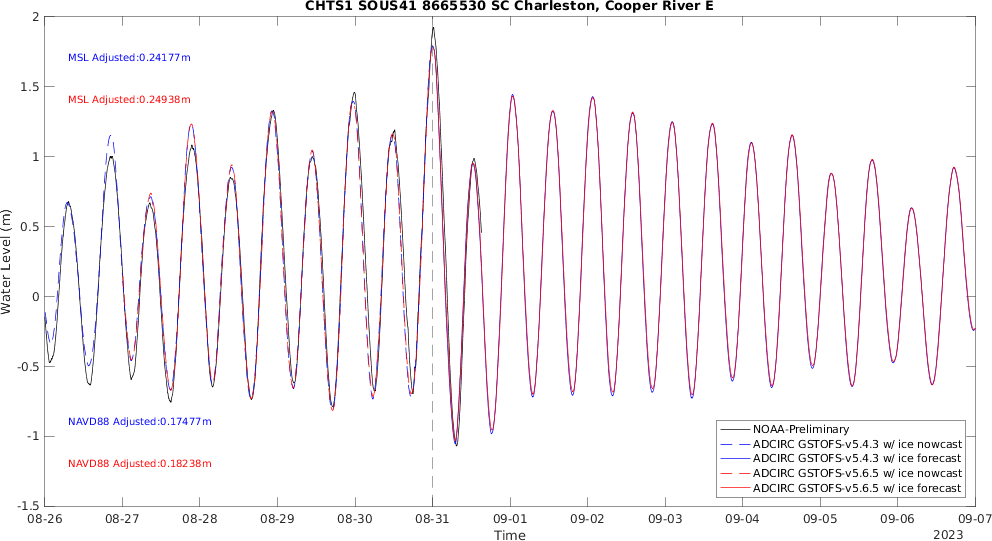 CHTS1 SOUS41 8665530 SC Charleston, Cooper River E
2
1.5
1
0.5
0
-0.5
-1
-1.5
Water Level (m)
MSL Adjusted:0.24177m
MSL Adjusted:0.24938m
NAVD88 Adjusted:0.17477m
NAVD88 Adjusted:0.18238m
NOAA-Preliminary
ADCIRC GSTOFS-v5.4.3 w/ ice nowcast
ADCIRC GSTOFS-v5.4.3 w/ ice forecast
ADCIRC GSTOFS-v5.6.5 w/ ice nowcast
ADCIRC GSTOFS-v5.6.5 w/ ice forecast
08-26 08-27 08-28 08-29 08-30 08-31 09-01 09-02 09-03 09-04 09-05 09-06 09-07
Time
2023